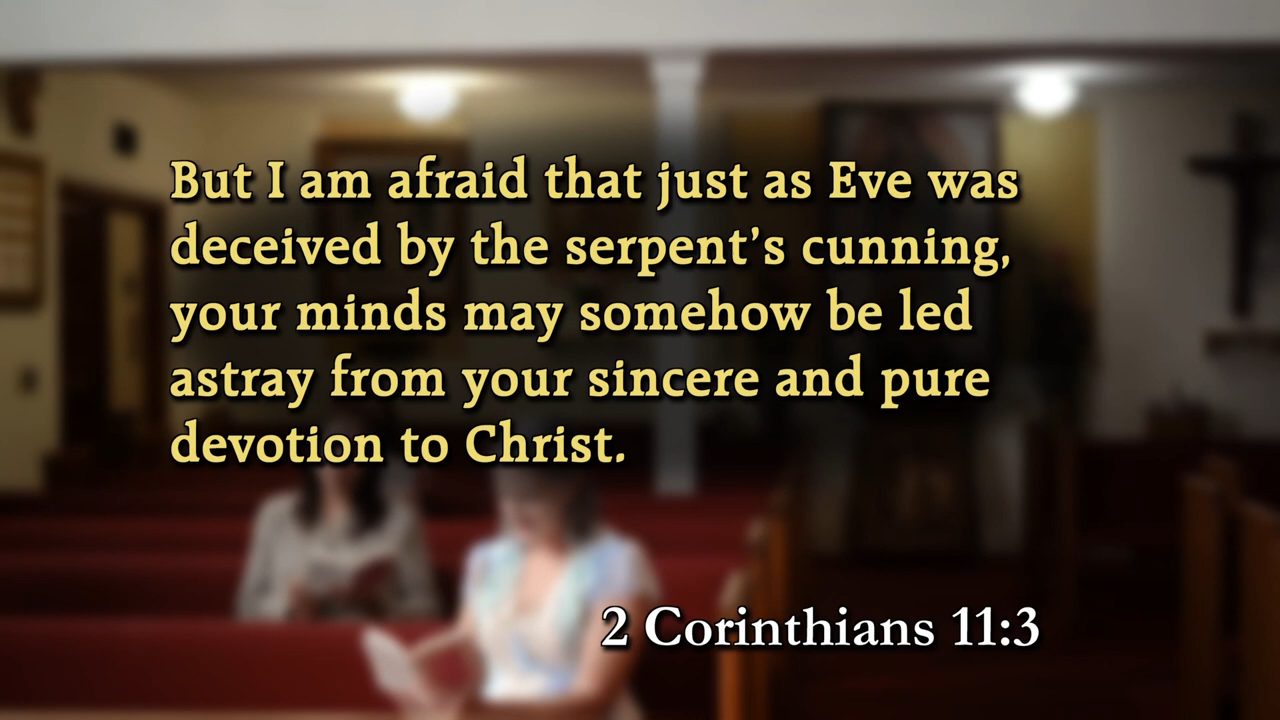 But I am afraid that just as Eve was
deceived by the serpent’s cunning,
your minds may somehow be led
astray from your sincere and pure
devotion to Christ.
2 Corinthians 11:3